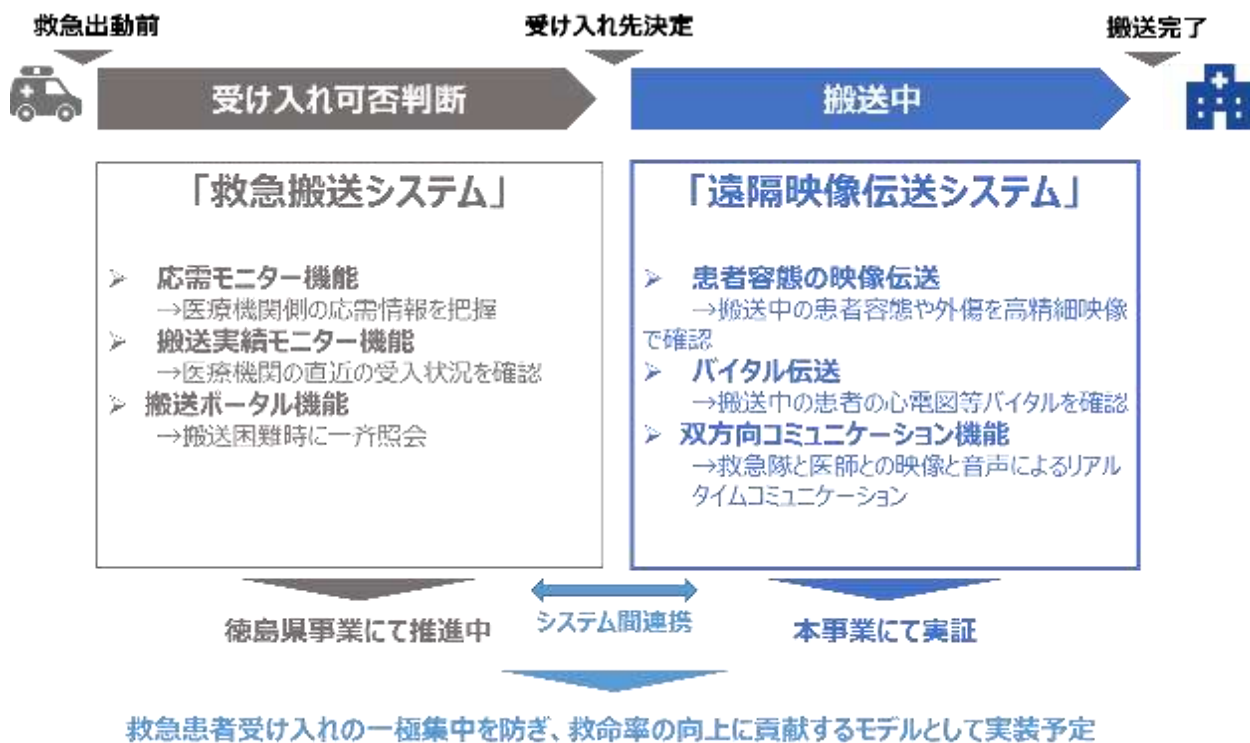 救急出動前
受け入れ先決定
搬送完了
受け入れ可否判断
搬送中
「救急搬送システム」
➢ 応需モニター機能
→医療機関側の応需情報を把握
➢ 搬送実績モニター機能
→医療機関の直近の受入状況を確認
➢ 搬送ポータル機能
→搬送困難時に一斉照会
「遠隔映像伝送システム」
➢ 患者容態の映像伝送
→搬送中の患者容態や外傷を高精細映像
で確認
➢ バイタル伝送
→搬送中の患者の心電図等バイタルを確認
➢ 双方向コミュニケーション機能
→救急隊と医師との映像と音声によるリアル
タイムコミュニケーション
徳島県事業にて推進中
システム間連携
本事業にて実証
救急患者受け入れの一極集中を防ぎ、救命率の向上に貢献するモデルとして実装予定